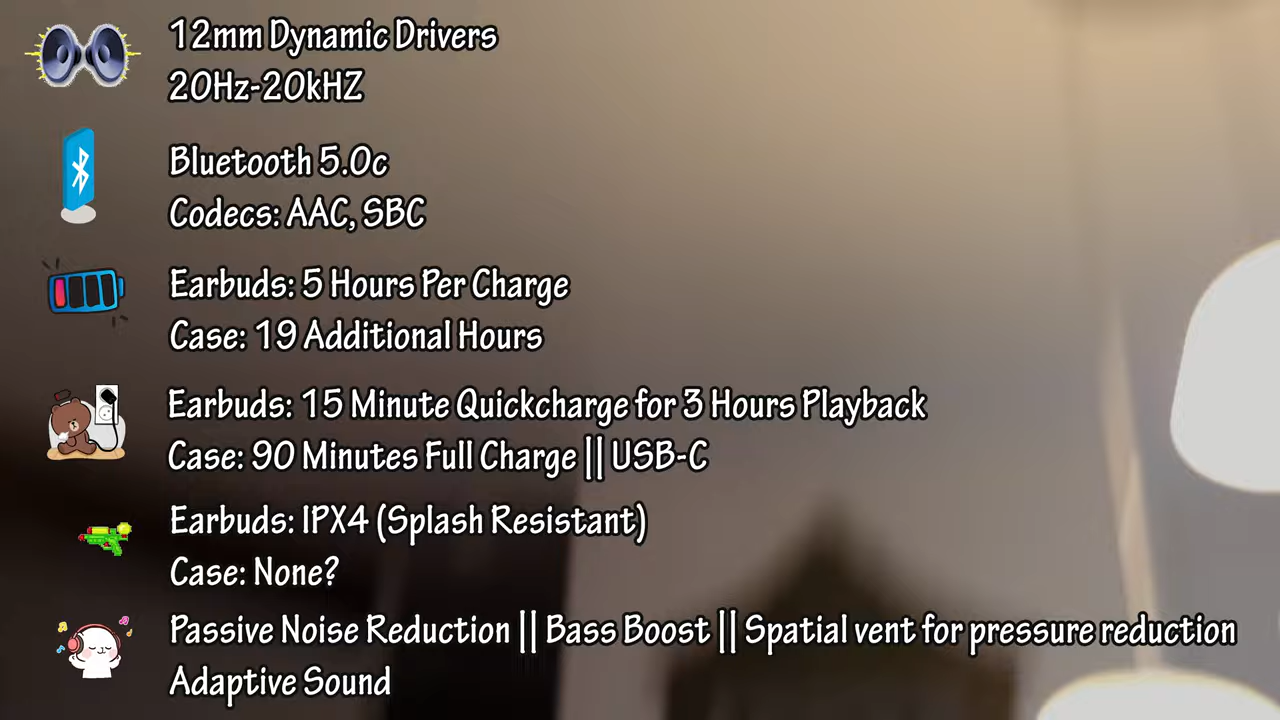 12mm Dynamic Drivers
20Hz-20kHZ
Bluetooth 5.0c
Codecs: AAC, SBC
Earbuds: 5 Hours Per Charge
Case: 19 Additional Hours
Earbuds: 15 Minute Quickcharge for 3 Hours Playback
Case: 90 Minutes Full Charge || USB-C
Earbuds: IPX4 (Splash Resistant)
Case: None?
Passive Noise Reduction || Bass Boost || Spatial vent for pressure reduction
Adaptive Sound